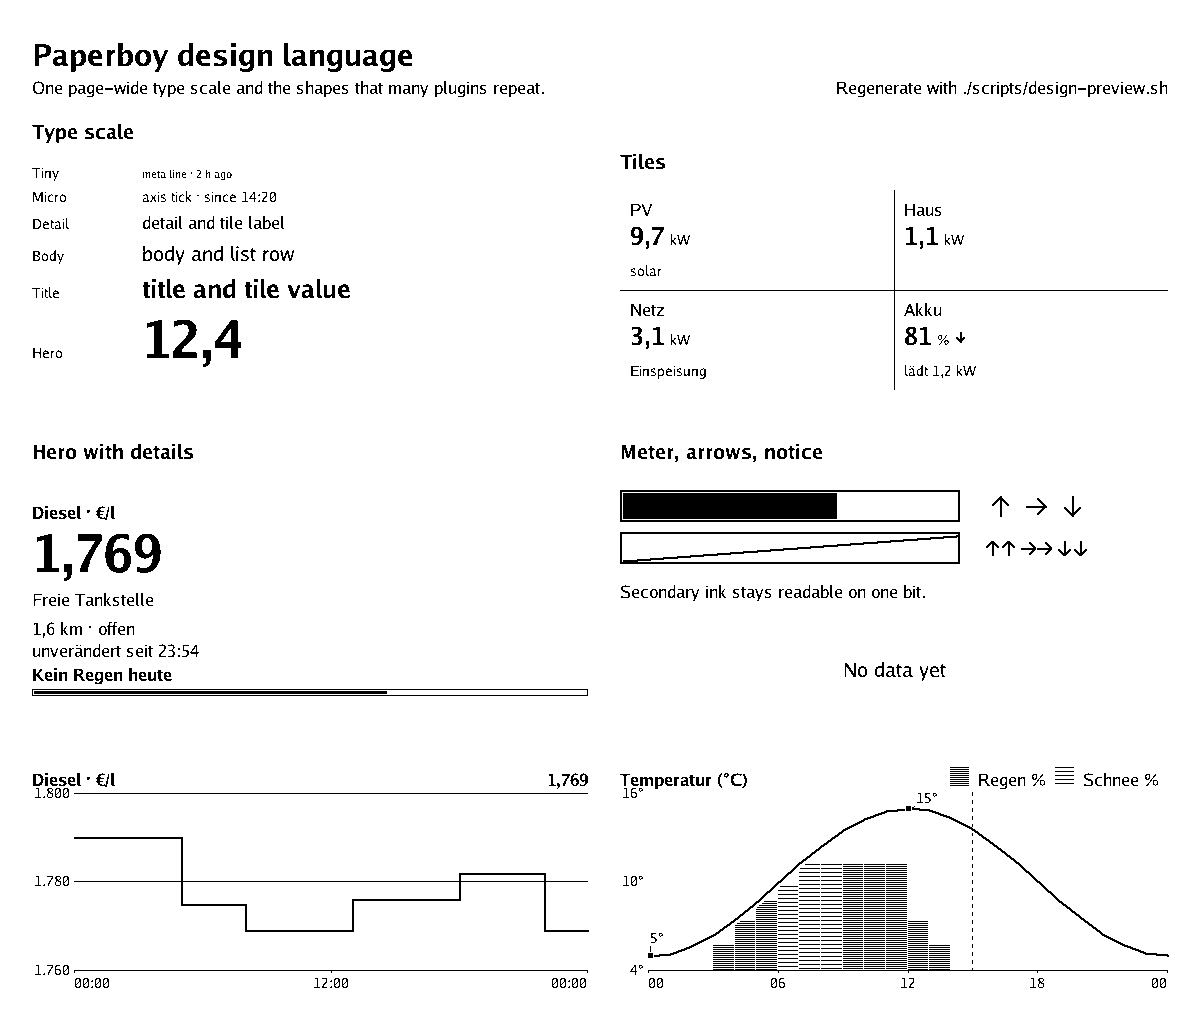 Paperboy design language
One page-wide type scale and the shapes that many plugins repeat.
Regenerate with ./scripts/design-preview.sh
Type scale
Tiny meta line · 2 h ago
Micro axis tick · since 14:20
Detail detail and tile label
Body body and list row
Title title and tile value
Hero 12,4
Tiles
PV
9,7 kW
solar
Haus
1,1 kW
Netz
3,1 kW
Einspeisung
Akku
81 % ↓
lädt 1,2 kW
Hero with details
Diesel · €/l
1,769
Freie Tankstelle
1,6 km · offen
unverändert seit 23:54
Kein Regen heute
Meter, arrows, notice
↑ → ↓
↑↑ →→ ↓↓
Secondary ink stays readable on one bit.
No data yet
Diesel · €/l 1,769
1.800
1.780
1.760
00:00 12:00 00:00
Temperatur (°C) Regen % Schnee %
16°
15°
10°
5°
4°
00 06 12 18 00